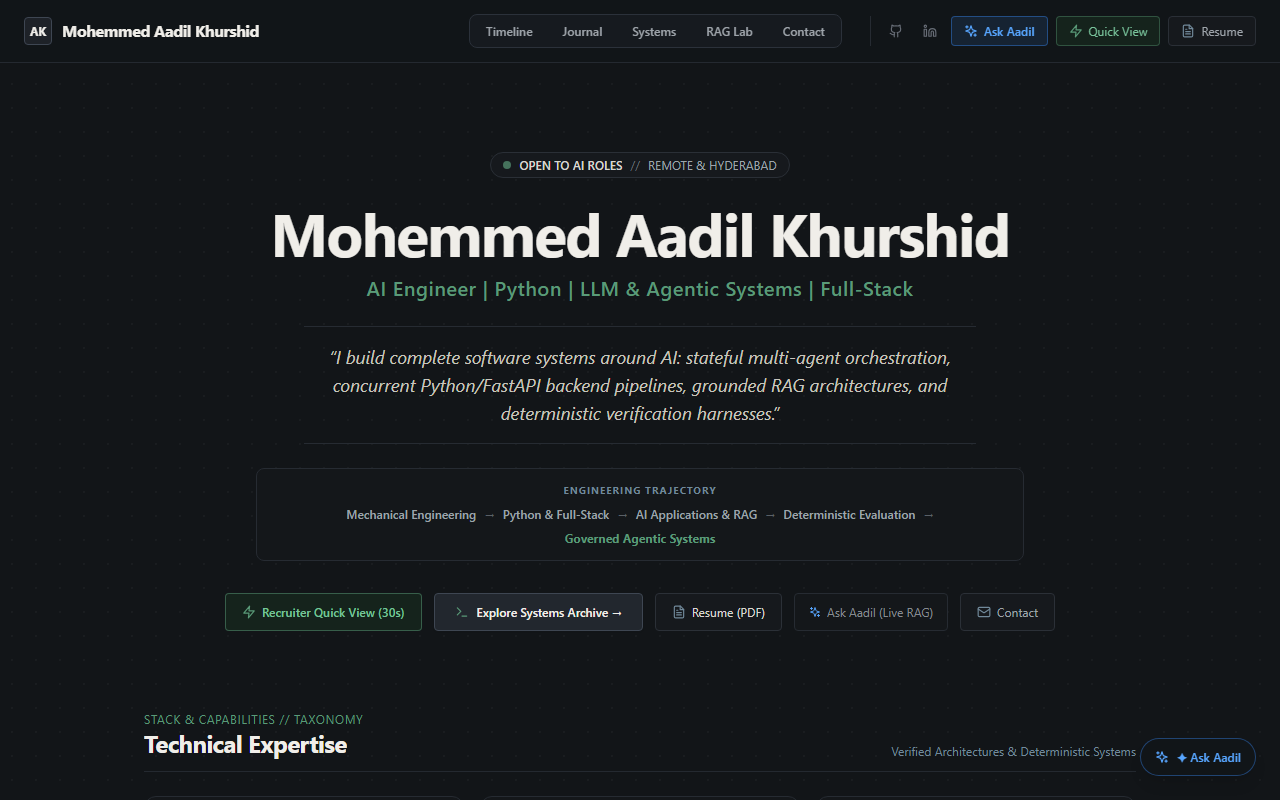 AK Mohemmed Aadil Khurshid Timeline Journal Systems RAG Lab Contact Ask Aadil Quick View Resume
OPEN TO AI ROLES // REMOTE & HYDERABAD
Mohemmed Aadil Khurshid
AI Engineer | Python | LLM & Agentic Systems | Full-Stack
“I build complete software systems around AI: stateful multi-agent orchestration,
concurrent Python/FastAPI backend pipelines, grounded RAG architectures, and
deterministic verification harnesses.”
ENGINEERING TRAJECTORY
Mechanical Engineering → Python & Full-Stack → AI Applications & RAG → Deterministic Evaluation →
Governed Agentic Systems
Recruiter Quick View (30s) Explore Systems Archive → Resume (PDF) Ask Aadil (Live RAG) Contact
STACK & CAPABILITIES // TAXONOMY
Technical Expertise
Verified Architectures & Deterministic Systems
✦ Ask Aadil